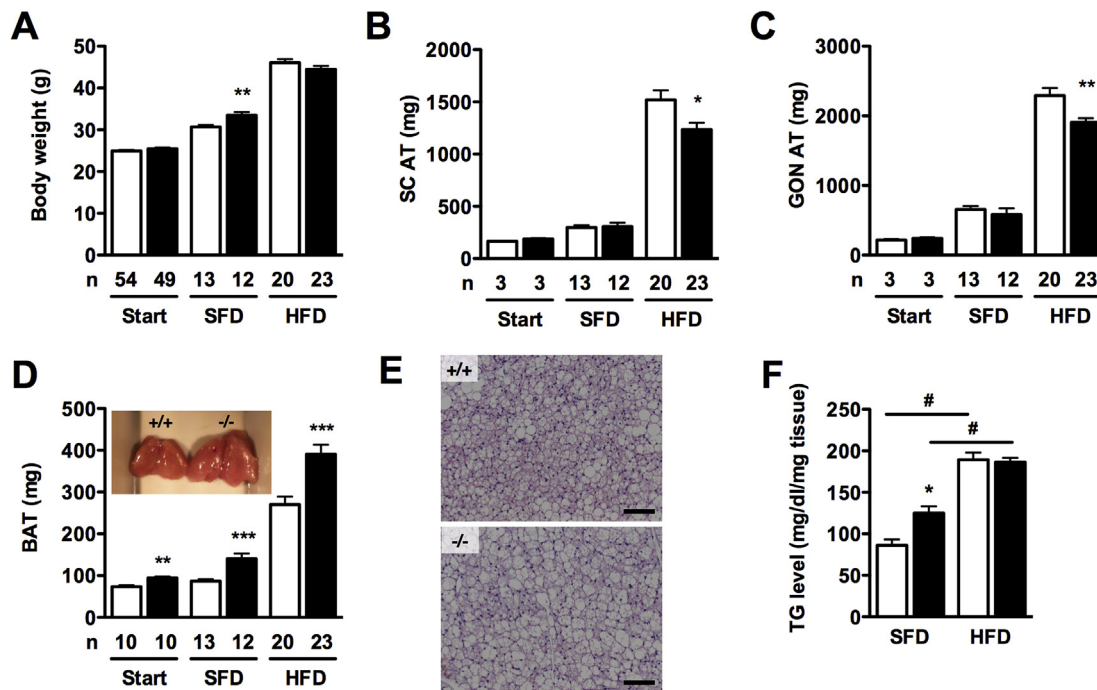 A
Body weight (g)
50
40
30
20
10
0
**
n 54 49 13 12 20 23
Start SFD HFD
B
SC AT (mg)
2000
1500
1000
500
0
*
n 3 3 13 12 20 23
Start SFD HFD
C
GON AT (mg)
3000
2000
1000
0
**
n 3 3 13 12 20 23
Start SFD HFD
D
BAT (mg)
500
400
300
200
100
0
+/+ -/-
** *** ***
n 10 10 13 12 20 23
Start SFD HFD
E
+/+
-/-
F
TG level (mg/dl/mg tissue)
250
200
150
100
50
0
#
#
*
SFD HFD